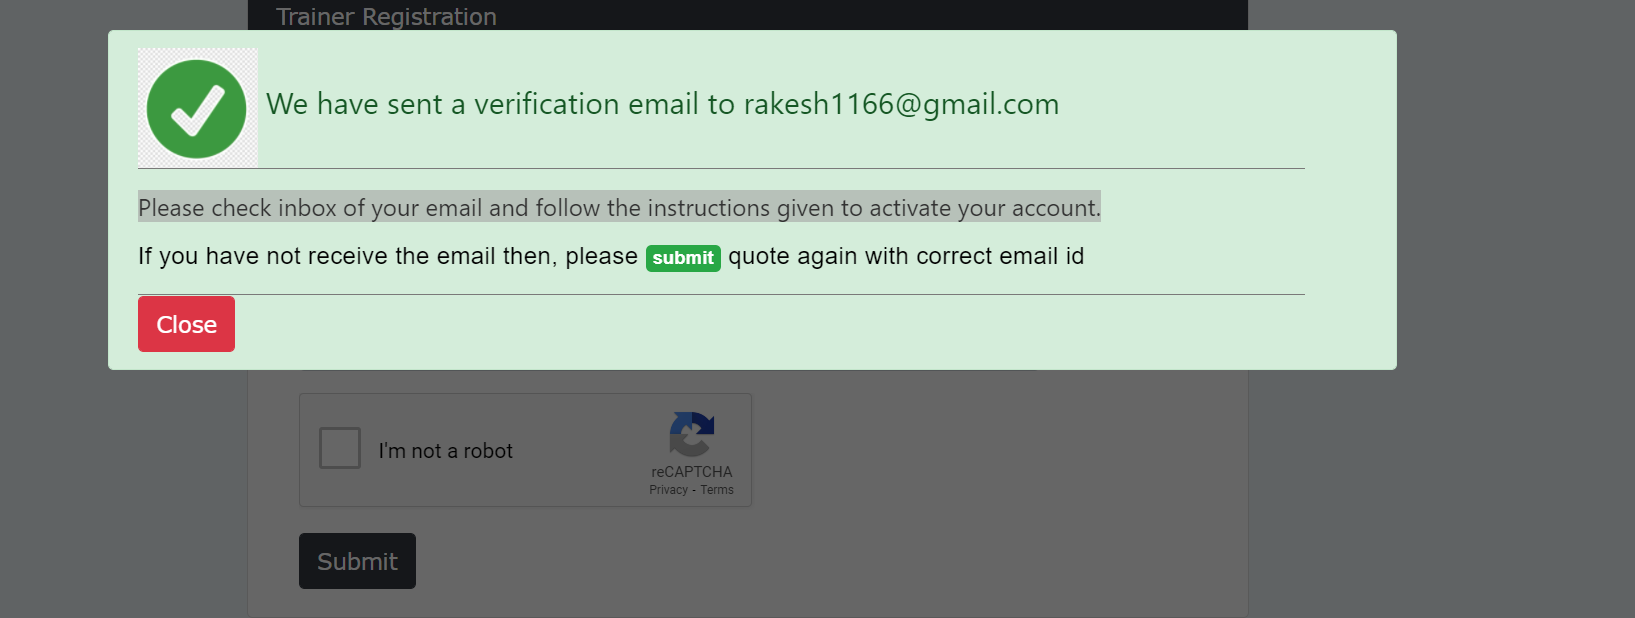 Trainer Registration
We have sent a verification email to rakesh1166@gmail.com
Please check inbox of your email and follow the instructions given to activate your account.
If you have not receive the email then, please submit quote again with correct email id
Close
I'm not a robot
reCAPTCHA
Privacy - Terms
Submit